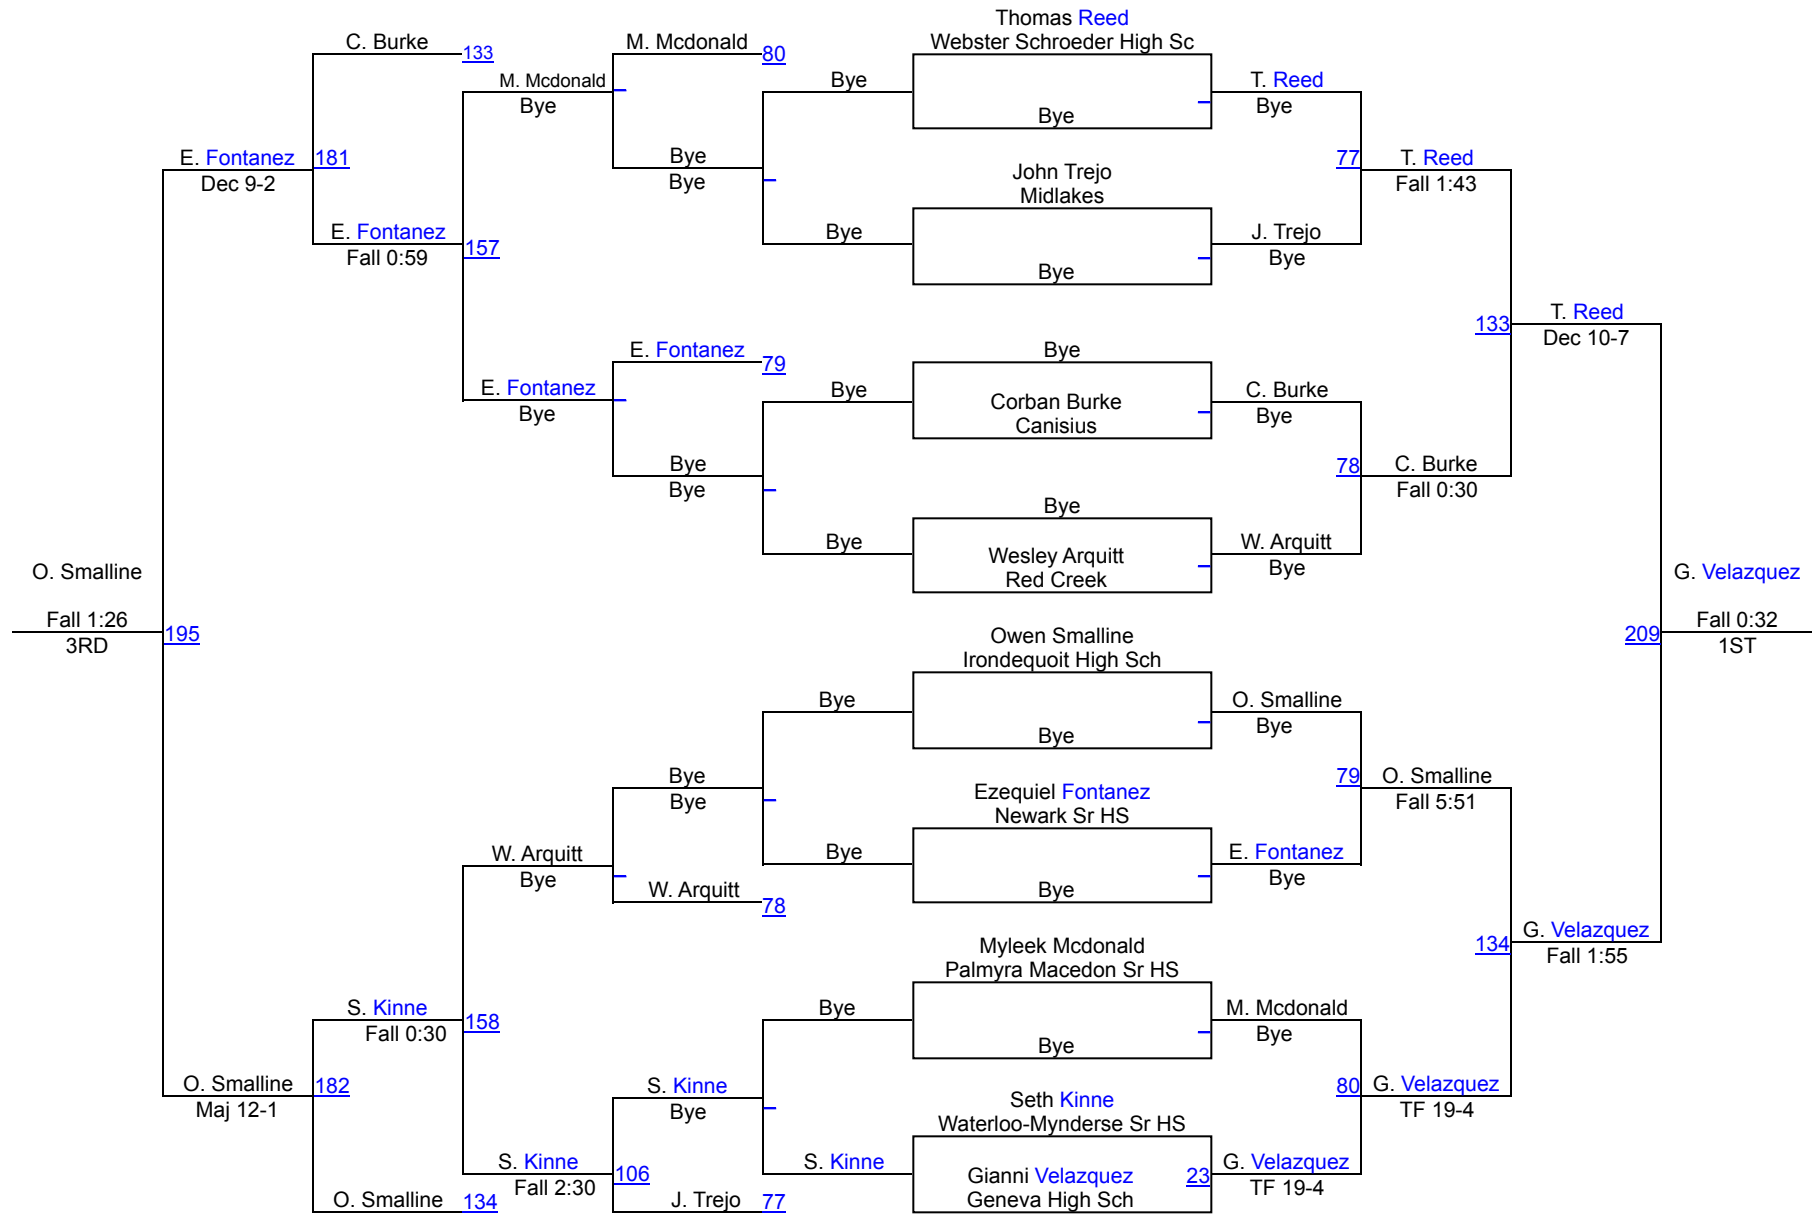 Thomas Reed
C. Burke
M. Mcdonald
Webster Schroeder High Sc
133
80
M. Mcdonald
Bye
T. Reed
Bye
Bye
Bye
E. Fontanez
181
Bye
77
T. Reed
Dec 9-2
Bye
John Trejo
Fall 1:43
Midlakes
E. Fontanez
Bye
J. Trejo
157
Fall 0:59
Bye
Bye
T. Reed
133
Dec 10-7
E. Fontanez
Bye
79
E. Fontanez
Bye
C. Burke
Bye
Corban Burke
Bye
Canisius
Bye
78
C. Burke
Bye
Fall 0:30
Bye
Bye
W. Arquitt
Wesley Arquitt
Bye
O. Smalline
Red Creek
G. Velazquez
Fall 1:26
195
Owen Smalline
209
Fall 0:32
3RD
Irondequoit High Sch
1ST
Bye
O. Smalline
Bye
Bye
Bye
79
O. Smalline
Bye
Ezequiel Fontanez
Fall 5:51
Newark Sr HS
W. Arquitt
Bye
E. Fontanez
Bye
Bye
W. Arquitt
78
Bye
G. Velazquez
Myleek Mcdonald
134
Fall 1:55
Palmyra Macedon Sr HS
S. Kinne
Bye
M. Mcdonald
158
Fall 0:30
Bye
Bye
O. Smalline
182
S. Kinne
80
G. Velazquez
Maj 12-1
Bye
Seth Kinne
TF 19-4
Waterloo-Mynderse Sr HS
S. Kinne
S. Kinne
G. Velazquez
106
Gianni Velazquez
23
Fall 2:30
TF 19-4
O. Smalline
134
J. Trejo
77
Geneva High Sch